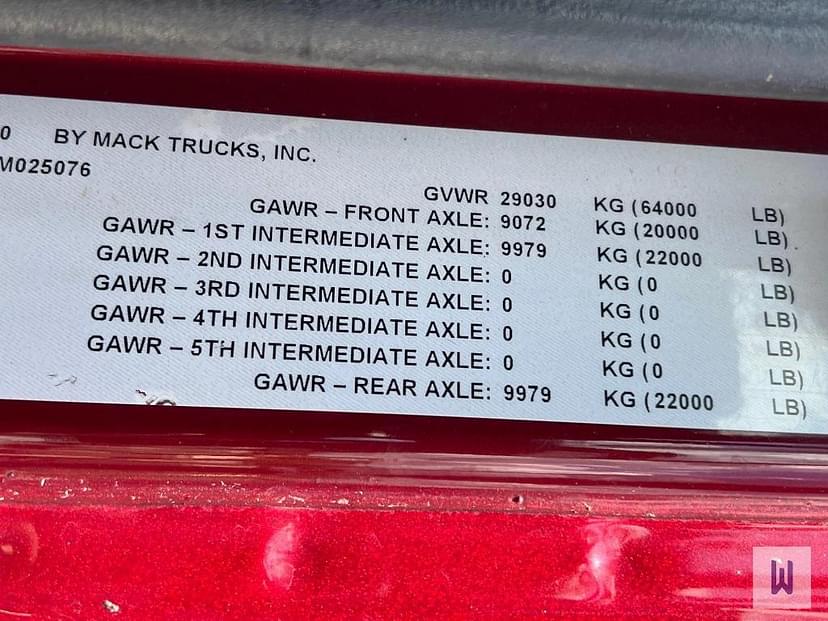 0 BY MACK TRUCKS, INC.
M025076
GVWR 29030 KG (64000 LB)
GAWR – FRONT AXLE: 9072 KG (20000 LB)
GAWR – 1ST INTERMEDIATE AXLE: 9979 KG (22000 LB)
GAWR – 2ND INTERMEDIATE AXLE: 0 KG (0 LB)
GAWR – 3RD INTERMEDIATE AXLE: 0 KG (0 LB)
GAWR – 4TH INTERMEDIATE AXLE: 0 KG (0 LB)
GAWR – 5TH INTERMEDIATE AXLE: 0 KG (0 LB)
GAWR – REAR AXLE: 9979 KG (22000 LB)